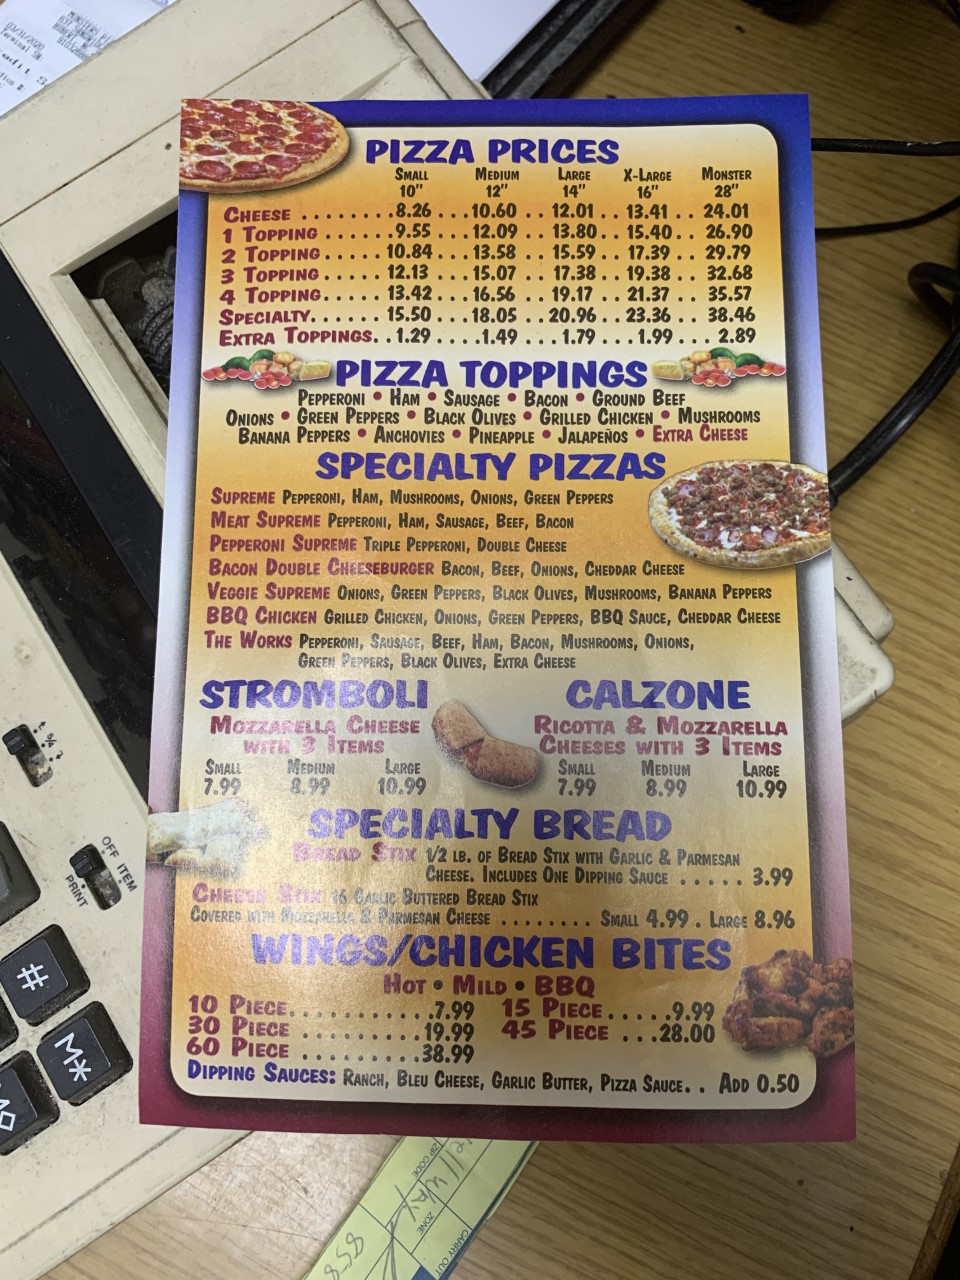 PIZZA PRICES
SMALL MEDIUM LARGE X-LARGE MONSTER
10" 12" 14" 16" 28"
CHEESE ........8.26...10.60 .. 12.01 .. 13.41 .. 24.01
1 TOPPING ......9.55...12.09 .. 13.80 .. 15.40 .. 26.90
2 TOPPING..... 10.84...13.58 .. 15.59 .. 17.39 .. 29.79
3 TOPPING..... 12.13...15.07 .. 17.38 .. 19.38 .. 32.68
4 TOPPING..... 13.42...16.56 .. 19.17 .. 21.37 .. 35.57
SPECIALTY...... 15.50...18.05 .. 20.96 .. 23.36 .. 38.46
EXTRA TOPPINGS..1.29....1.49 ... 1.79 ... 1.99 ... 2.89
PIZZA TOPPINGS
PEPPERONI • HAM • SAUSAGE • BACON • GROUND BEEF
ONIONS • GREEN PEPPERS • BLACK OLIVES • GRILLED CHICKEN • MUSHROOMS
BANANA PEPPERS • ANCHOVIES • PINEAPPLE • JALAPEÑOS • EXTRA CHEESE
SPECIALTY PIZZAS
SUPREME PEPPERONI, HAM, MUSHROOMS, ONIONS, GREEN PEPPERS
MEAT SUPREME PEPPERONI, HAM, SAUSAGE, BEEF, BACON
PEPPERONI SUPREME TRIPLE PEPPERONI, DOUBLE CHEESE
BACON DOUBLE CHEESEBURGER BACON, BEEF, ONIONS, CHEDDAR CHEESE
VEGGIE SUPREME ONIONS, GREEN PEPPERS, BLACK OLIVES, MUSHROOMS, BANANA PEPPERS
BBQ CHICKEN GRILLED CHICKEN, ONIONS, GREEN PEPPERS, BBQ SAUCE, CHEDDAR CHEESE
THE WORKS PEPPERONI, SAUSAGE, BEEF, HAM, BACON, MUSHROOMS, ONIONS,
GREEN PEPPERS, BLACK OLIVES, EXTRA CHEESE
STROMBOLI
MOZZARELLA CHEESE
WITH 3 ITEMS
SMALL MEDIUM LARGE
7.99 8.99 10.99
CALZONE
RICOTTA & MOZZARELLA
CHEESES WITH 3 ITEMS
SMALL MEDIUM LARGE
7.99 8.99 10.99
SPECIALTY BREAD
BREAD STIX 1/2 LB. OF BREAD STIX WITH GARLIC & PARMESAN
CHEESE. INCLUDES ONE DIPPING SAUCE ..... 3.99
CHEESE STIX 16 GARLIC BUTTERED BREAD STIX
COVERED WITH MOZZARELLA & PARMESAN CHEESE ........ SMALL 4.99 . LARGE 8.96
WINGS/CHICKEN BITES
HOT • MILD • BBQ
10 PIECE............7.99 15 PIECE.....9.99
30 PIECE ..........19.99 45 PIECE ...28.00
60 PIECE .........38.99
DIPPING SAUCES: RANCH, BLEU CHEESE, GARLIC BUTTER, PIZZA SAUCE.. ADD 0.50
OFF ITEM
PRINT
#
M*
ZIP CODE
ZONE
CARRY OUT